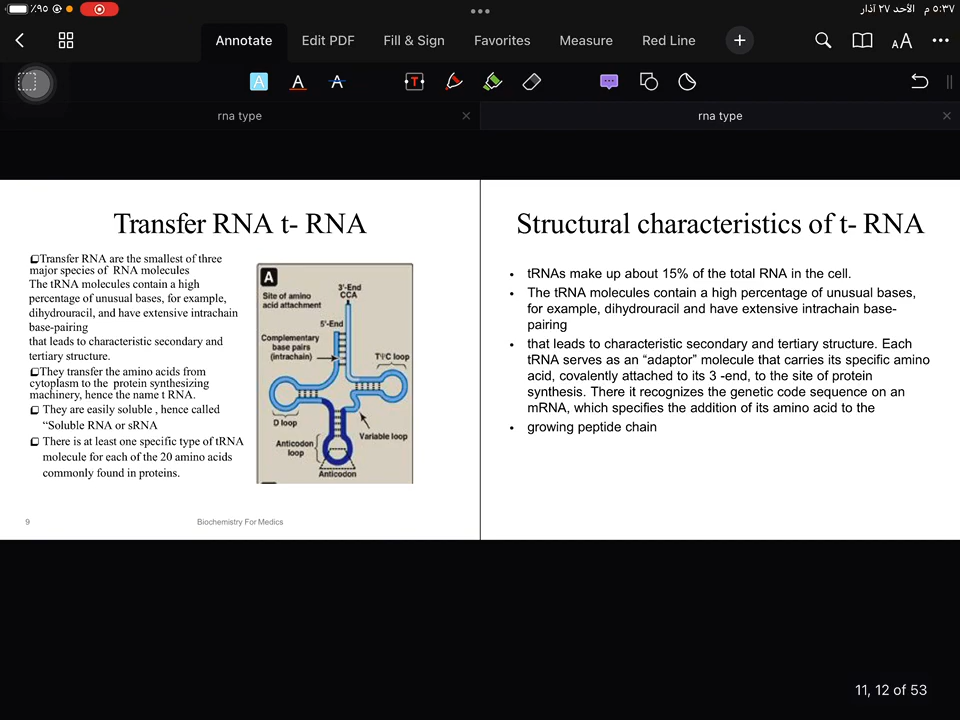 ٪٩٥
٥:٣٧ م الأحد ٢٧ آذار
Annotate
Edit PDF
Fill & Sign
Favorites
Measure
Red Line
AA
A
A
A
T
rna type
rna type
Transfer RNA t- RNA
Transfer RNA are the smallest of three
major species of RNA molecules
The tRNA molecules contain a high
percentage of unusual bases, for example,
dihydrouracil, and have extensive intrachain
base-pairing
that leads to characteristic secondary and
tertiary structure.
They transfer the amino acids from
cytoplasm to the protein synthesizing
machinery, hence the name t RNA.
They are easily soluble , hence called
“Soluble RNA or sRNA
There is at least one specific type of tRNA
molecule for each of the 20 amino acids
commonly found in proteins.
A
Site of amino
acid attachment
3'-End
CCA
5'-End
Complementary
base pairs
(intrachain)
TΨC loop
D loop
Variable loop
Anticodon
loop
Anticodon
9
Biochemistry For Medics
Structural characteristics of t- RNA
• tRNAs make up about 15% of the total RNA in the cell.
• The tRNA molecules contain a high percentage of unusual bases,
for example, dihydrouracil and have extensive intrachain base-
pairing
• that leads to characteristic secondary and tertiary structure. Each
tRNA serves as an “adaptor” molecule that carries its specific amino
acid, covalently attached to its 3 -end, to the site of protein
synthesis. There it recognizes the genetic code sequence on an
mRNA, which specifies the addition of its amino acid to the
• growing peptide chain
11, 12 of 53